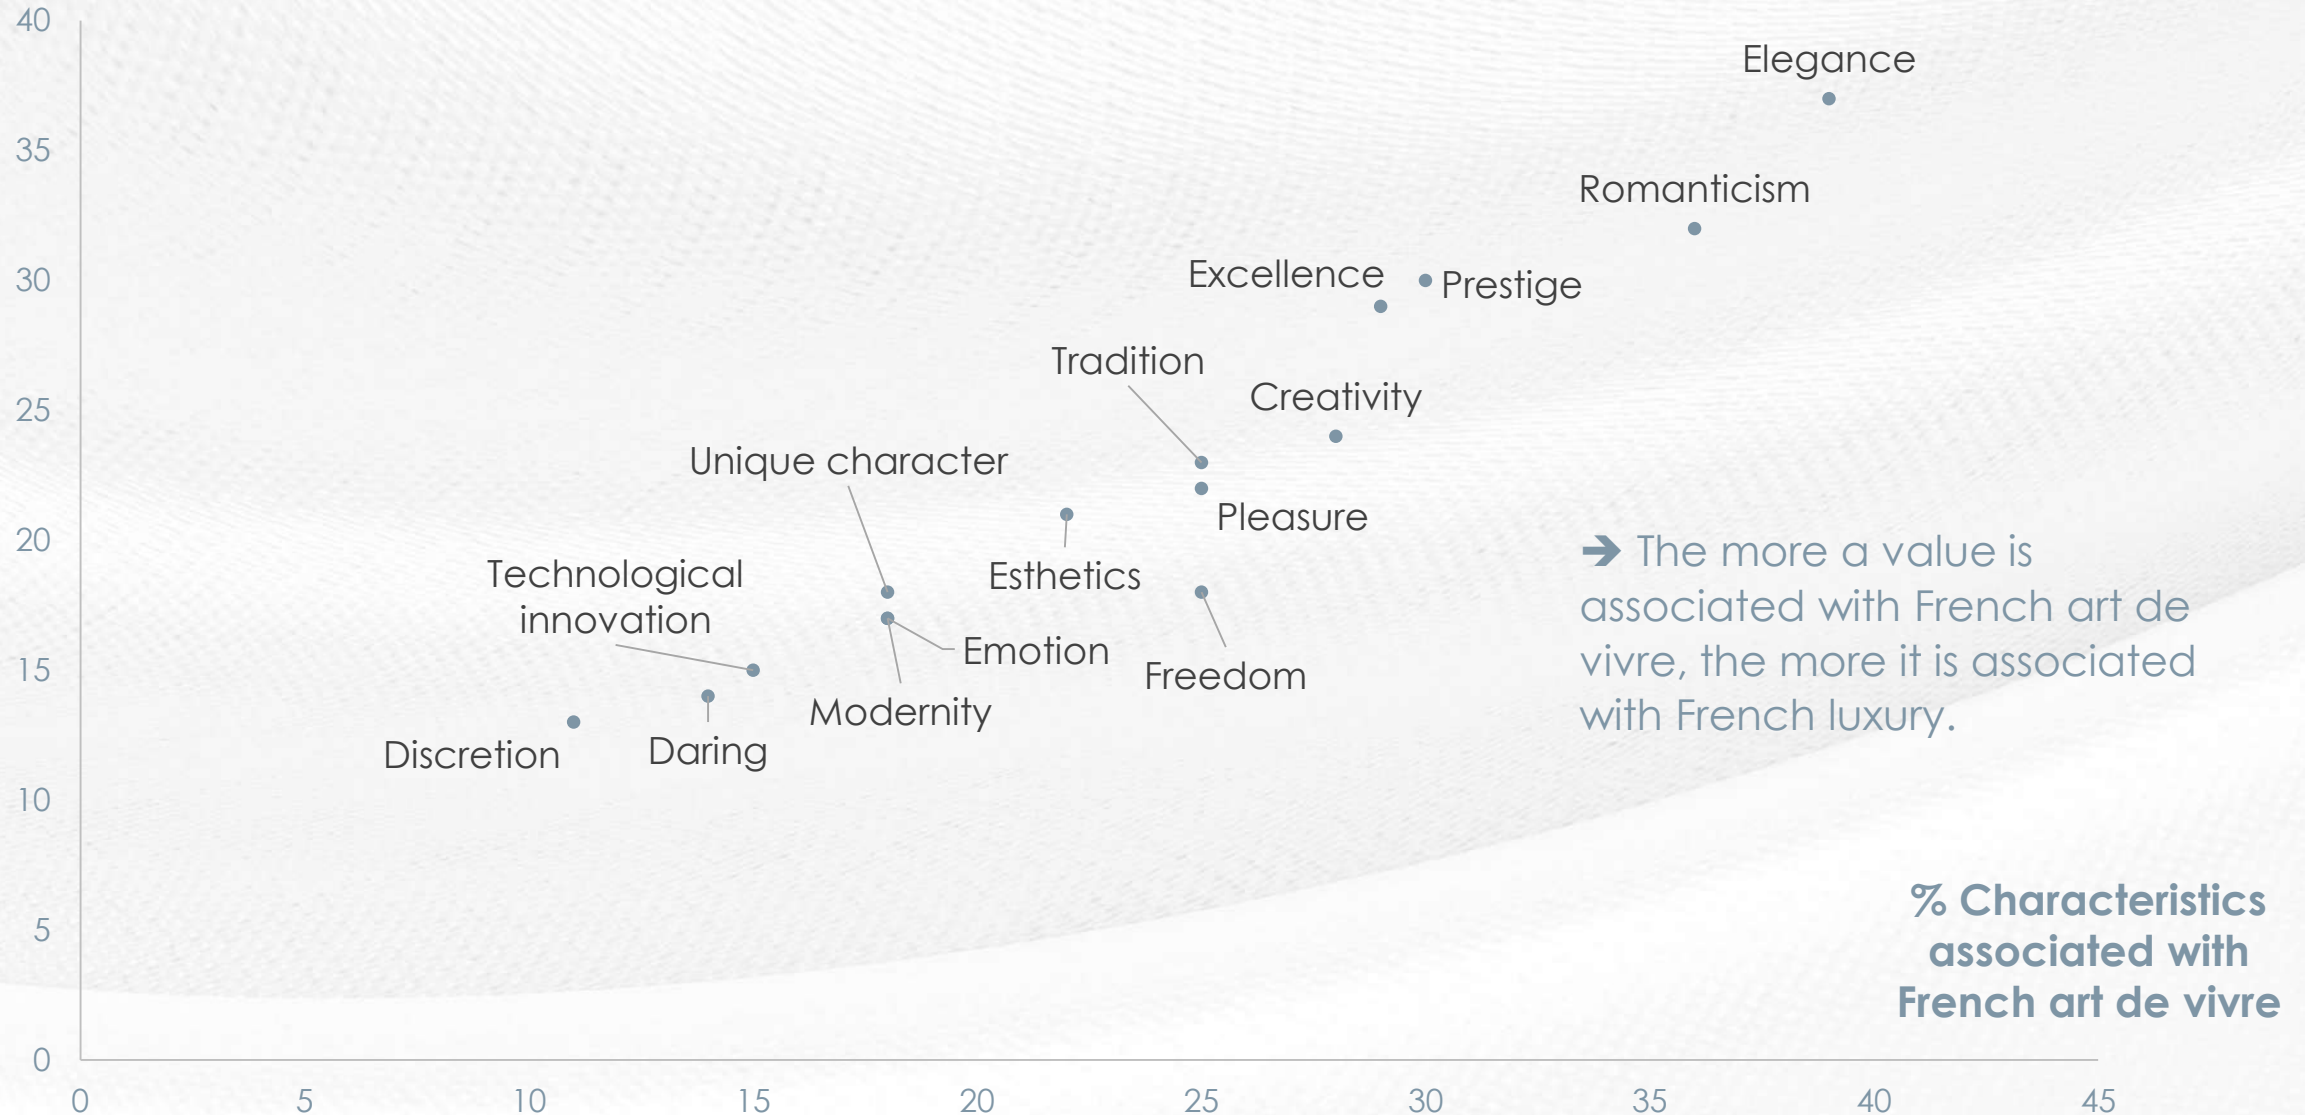 40
Elegance
35
Romanticism
30
Excellence
Prestige
Tradition
Creativity
25
Unique character
Pleasure
20
Technological
innovation
Esthetics
Emotion
Freedom
15
Modernity
Discretion
Daring
➔ The more a value is
associated with French art de
vivre, the more it is associated
with French luxury.
10
5
% Characteristics
associated with
French art de vivre
0
0 5 10 15 20 25 30 35 40 45